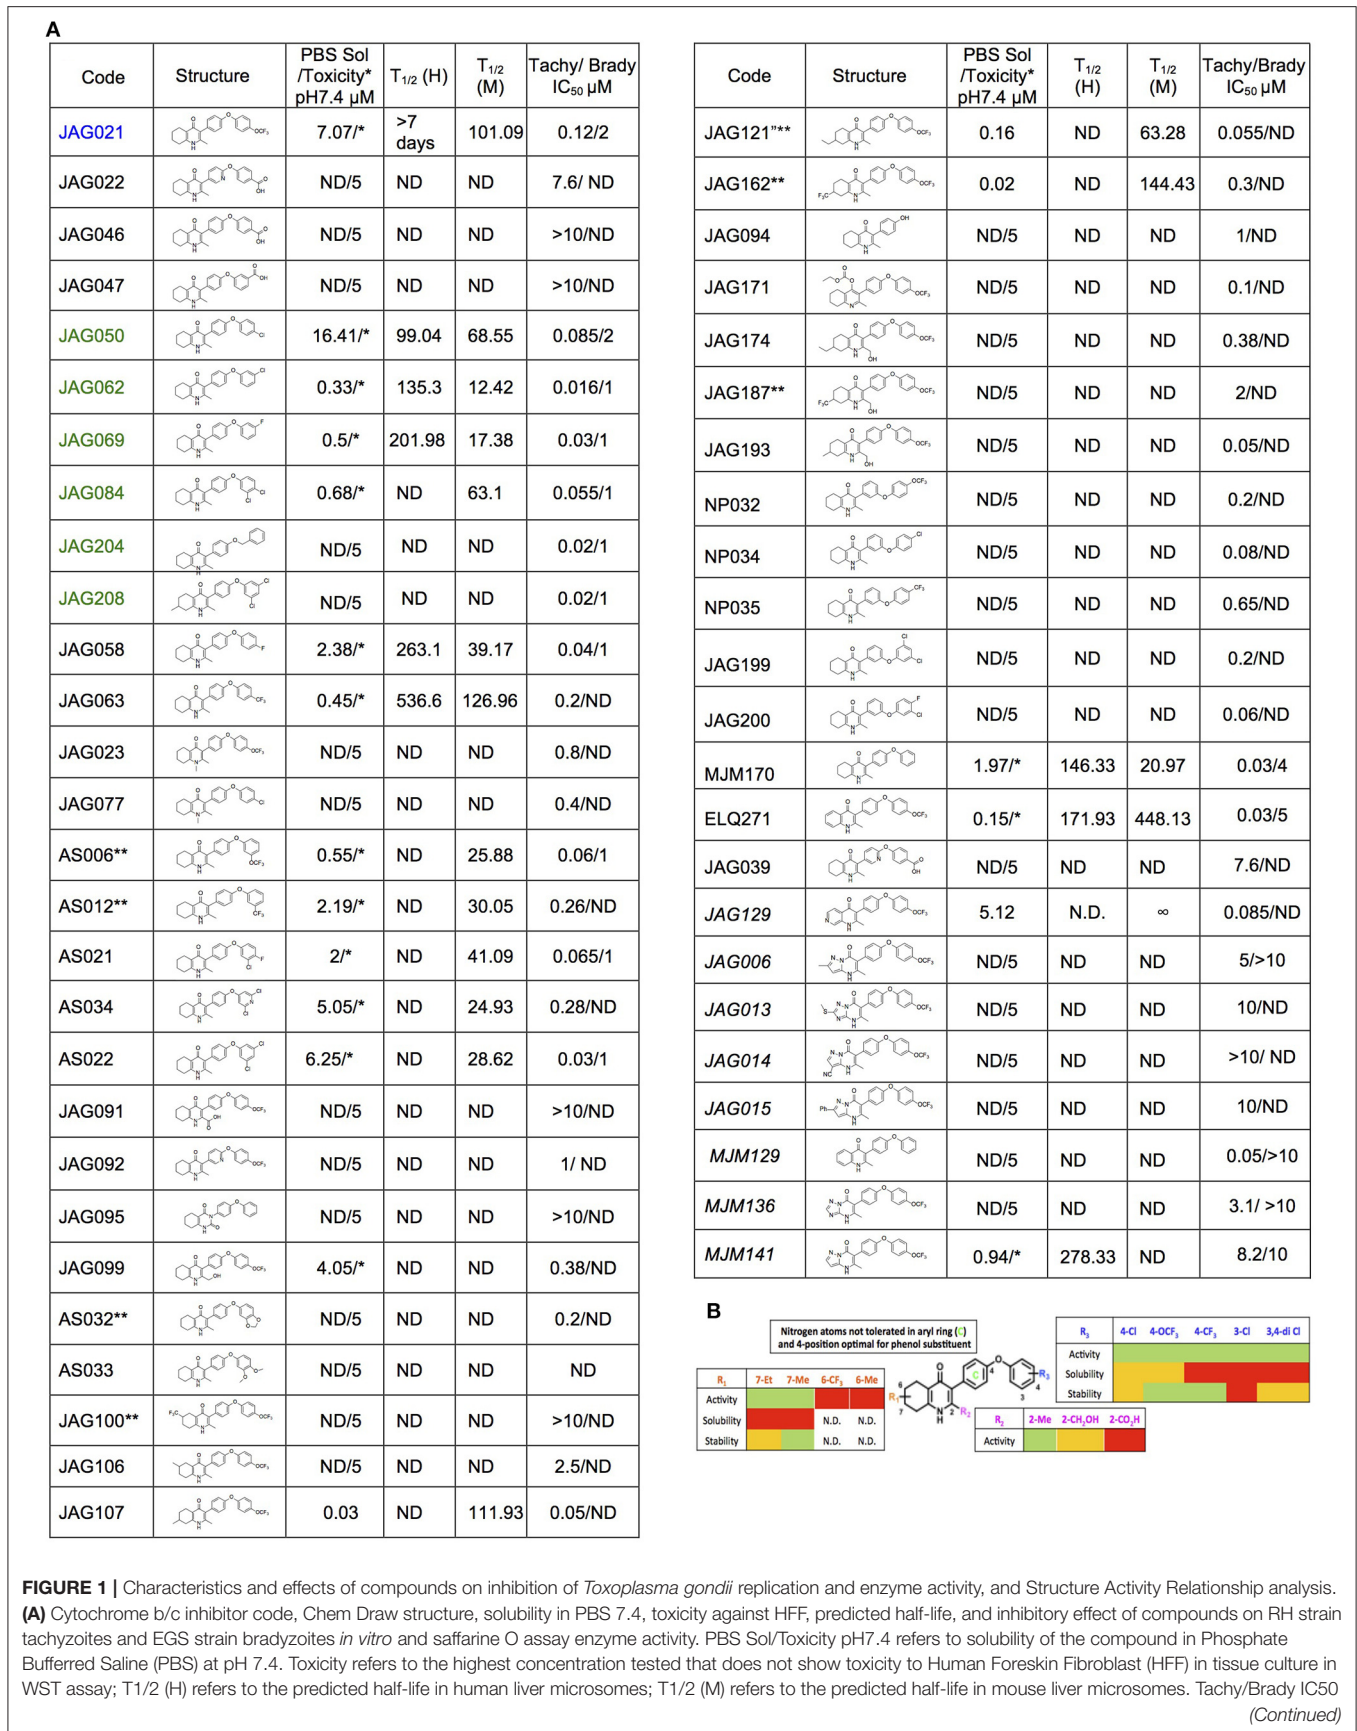 A
Code Structure PBS Sol /Toxicity* pH7.4 µM T1/2 (H) T1/2 (M) Tachy/ Brady IC50 µM
JAG021 7.07/* >7 days 101.09 0.12/2
JAG022 ND/5 ND ND 7.6/ ND
JAG046 ND/5 ND ND >10/ND
JAG047 ND/5 ND ND >10/ND
JAG050 16.41/* 99.04 68.55 0.085/2
JAG062 0.33/* 135.3 12.42 0.016/1
JAG069 0.5/* 201.98 17.38 0.03/1
JAG084 0.68/* ND 63.1 0.055/1
JAG204 ND/5 ND ND 0.02/1
JAG208 ND/5 ND ND 0.02/1
JAG058 2.38/* 263.1 39.17 0.04/1
JAG063 0.45/* 536.6 126.96 0.2/ND
JAG023 ND/5 ND ND 0.8/ND
JAG077 ND/5 ND ND 0.4/ND
AS006** 0.55/* ND 25.88 0.06/1
AS012** 2.19/* ND 30.05 0.26/ND
AS021 2/* ND 41.09 0.065/1
AS034 5.05/* ND 24.93 0.28/ND
AS022 6.25/* ND 28.62 0.03/1
JAG091 ND/5 ND ND >10/ND
JAG092 ND/5 ND ND 1/ ND
JAG095 ND/5 ND ND >10/ND
JAG099 4.05/* ND ND 0.38/ND
AS032** ND/5 ND ND 0.2/ND
AS033 ND/5 ND ND ND
JAG100** ND/5 ND ND >10/ND
JAG106 ND/5 ND ND 2.5/ND
JAG107 0.03 ND 111.93 0.05/ND
Code Structure PBS Sol /Toxicity* pH7.4 µM T1/2 (H) T1/2 (M) Tachy/Brady IC50 µM
JAG121”** 0.16 ND 63.28 0.055/ND
JAG162** 0.02 ND 144.43 0.3/ND
JAG094 ND/5 ND ND 1/ND
JAG171 ND/5 ND ND 0.1/ND
JAG174 ND/5 ND ND 0.38/ND
JAG187** ND/5 ND ND 2/ND
JAG193 ND/5 ND ND 0.05/ND
NP032 ND/5 ND ND 0.2/ND
NP034 ND/5 ND ND 0.08/ND
NP035 ND/5 ND ND 0.65/ND
JAG199 ND/5 ND ND 0.2/ND
JAG200 ND/5 ND ND 0.06/ND
MJM170 1.97/* 146.33 20.97 0.03/4
ELQ271 0.15/* 171.93 448.13 0.03/5
JAG039 ND/5 ND ND 7.6/ND
JAG129 5.12 N.D. ∞ 0.085/ND
JAG006 ND/5 ND ND 5/>10
JAG013 ND/5 ND ND 10/ND
JAG014 ND/5 ND ND >10/ ND
JAG015 ND/5 ND ND 10/ND
MJM129 ND/5 ND ND 0.05/>10
MJM136 ND/5 ND ND 3.1/ >10
MJM141 0.94/* 278.33 ND 8.2/10
B
Nitrogen atoms not tolerated in aryl ring (C)
and 4-position optimal for phenol substituent
R1 7-Et 7-Me 6-CF3 6-Me
Activity
Solubility N.D. N.D.
Stability N.D. N.D.
R3 4-Cl 4-OCF3 4-CF3 3-Cl 3,4-di Cl
Activity
Solubility
Stability
R2 2-Me 2-CH2OH 2-CO2H
Activity
FIGURE 1 | Characteristics and effects of compounds on inhibition of Toxoplasma gondii replication and enzyme activity, and Structure Activity Relationship analysis.
(A) Cytochrome b/c inhibitor code, Chem Draw structure, solubility in PBS 7.4, toxicity against HFF, predicted half-life, and inhibitory effect of compounds on RH strain
tachyzoites and EGS strain bradyzoites in vitro and saffarine O assay enzyme activity. PBS Sol/Toxicity pH7.4 refers to solubility of the compound in Phosphate
Bufferred Saline (PBS) at pH 7.4. Toxicity refers to the highest concentration tested that does not show toxicity to Human Foreskin Fibroblast (HFF) in tissue culture in
WST assay; T1/2 (H) refers to the predicted half-life in human liver microsomes; T1/2 (M) refers to the predicted half-life in mouse liver microsomes. Tachy/Brady IC50
(Continued)